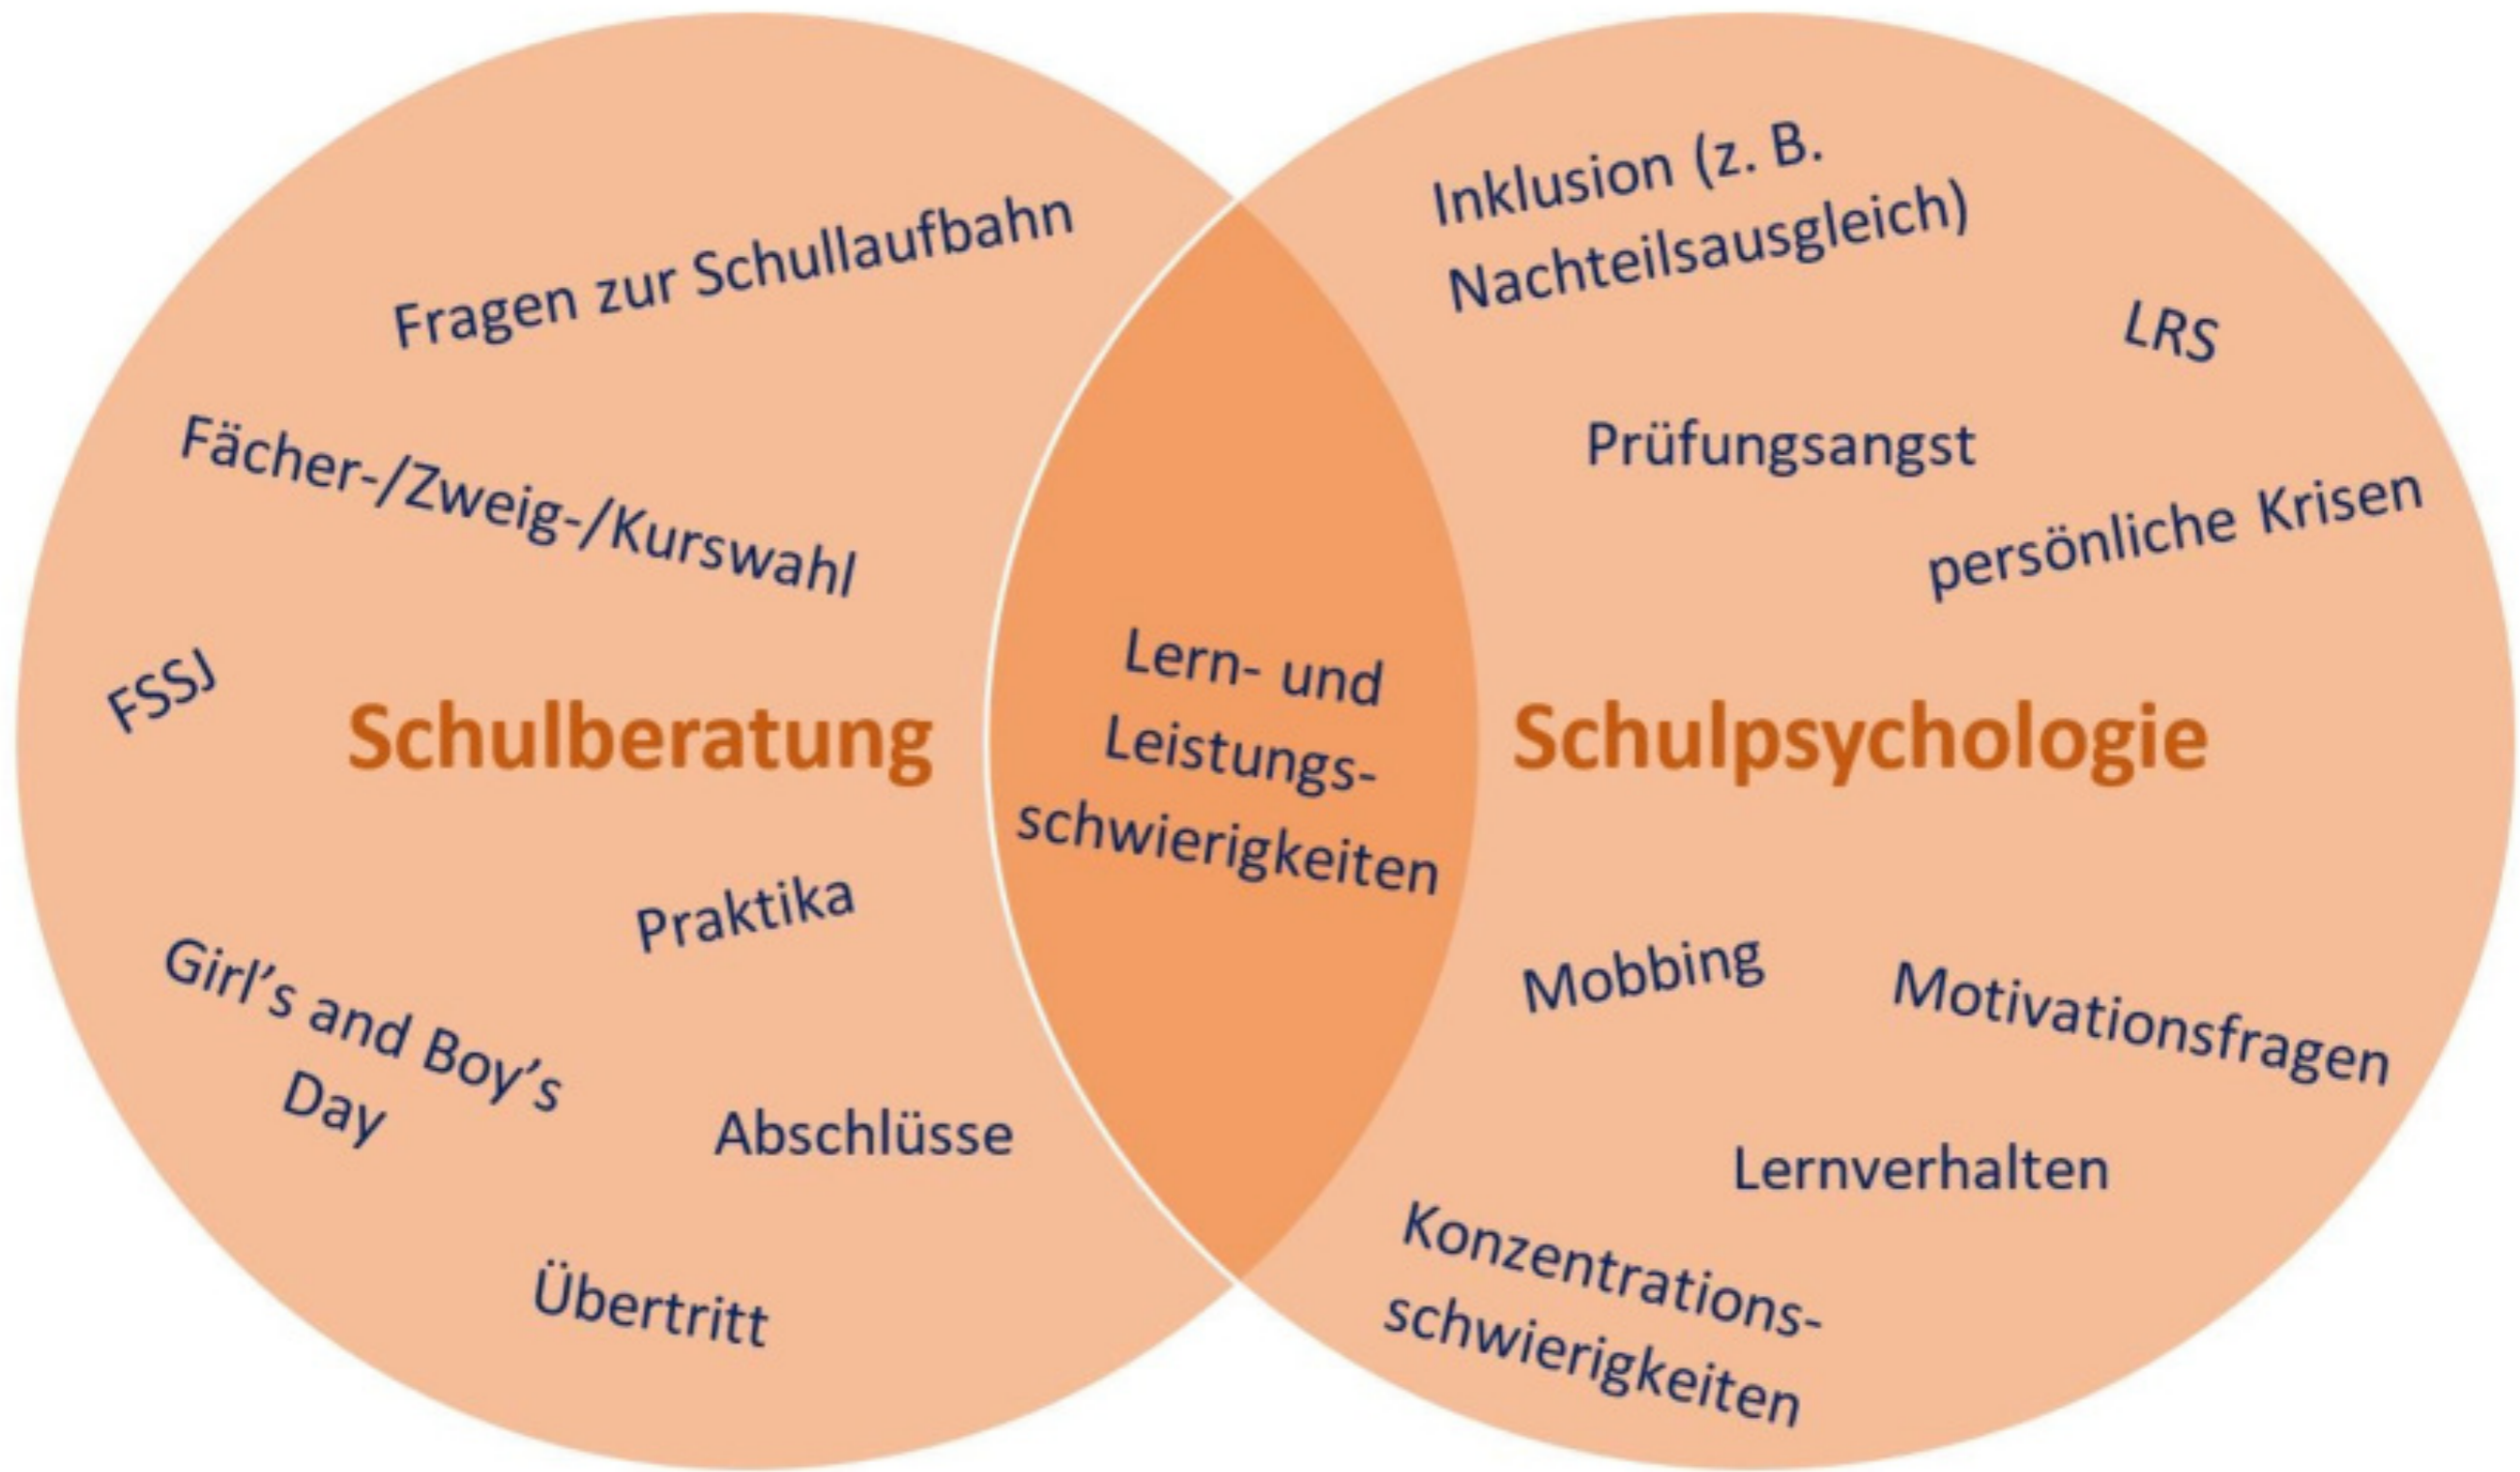 Fragen zur Schullaufbahn
Fächer-/Zweig-/Kurswahl
FSSJ
Schulberatung
Praktika
Girl’s and Boy’s
Day
Abschlüsse
Übertritt
Lern- und
Leistungs-
schwierigkeiten
Inklusion (z. B.
Nachteilsausgleich)
LRS
Prüfungsangst
persönliche Krisen
Schulpsychologie
Mobbing
Motivationsfragen
Lernverhalten
Konzentrations-
schwierigkeiten